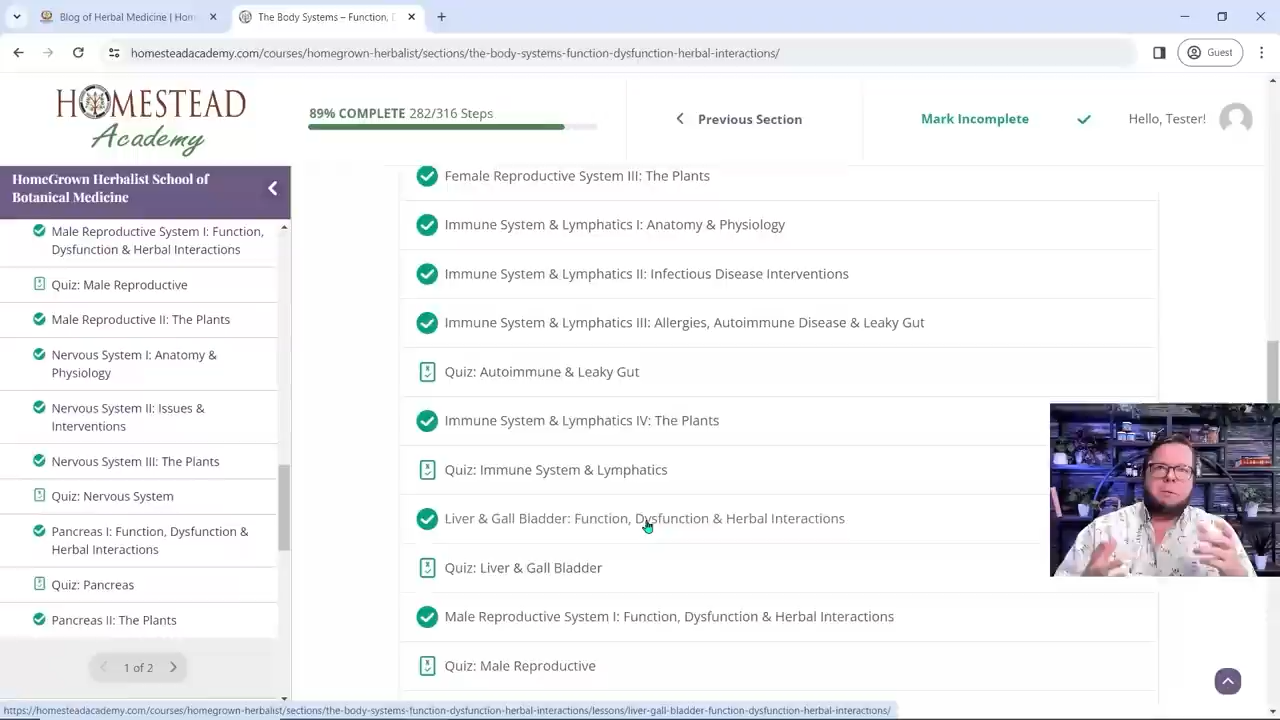 Blog of Herbal Medicine | Hom
The Body Systems – Function, D
homesteadacademy.com/courses/homegrown-herbalist/sections/the-body-systems-function-dysfunction-herbal-interactions/
Guest
HOMESTEAD
Academy
89% COMPLETE 282/316 Steps
Previous Section
Mark Incomplete
Hello, Tester!
HomeGrown Herbalist School of
Botanical Medicine
Male Reproductive System I: Function,
Dysfunction & Herbal Interactions
Quiz: Male Reproductive
Male Reproductive II: The Plants
Nervous System I: Anatomy &
Physiology
Nervous System II: Issues &
Interventions
Nervous System III: The Plants
Quiz: Nervous System
Pancreas I: Function, Dysfunction &
Herbal Interactions
Quiz: Pancreas
Pancreas II: The Plants
1 of 2
Female Reproductive System III: The Plants
Immune System & Lymphatics I: Anatomy & Physiology
Immune System & Lymphatics II: Infectious Disease Interventions
Immune System & Lymphatics III: Allergies, Autoimmune Disease & Leaky Gut
Quiz: Autoimmune & Leaky Gut
Immune System & Lymphatics IV: The Plants
Quiz: Immune System & Lymphatics
Liver & Gall Bladder: Function, Dysfunction & Herbal Interactions
Quiz: Liver & Gall Bladder
Male Reproductive System I: Function, Dysfunction & Herbal Interactions
Quiz: Male Reproductive
https://homesteadacademy.com/courses/homegrown-herbalist/sections/the-body-systems-function-dysfunction-herbal-interactions/lessons/liver-gall-bladder-function-dysfunction-herbal-interactions/